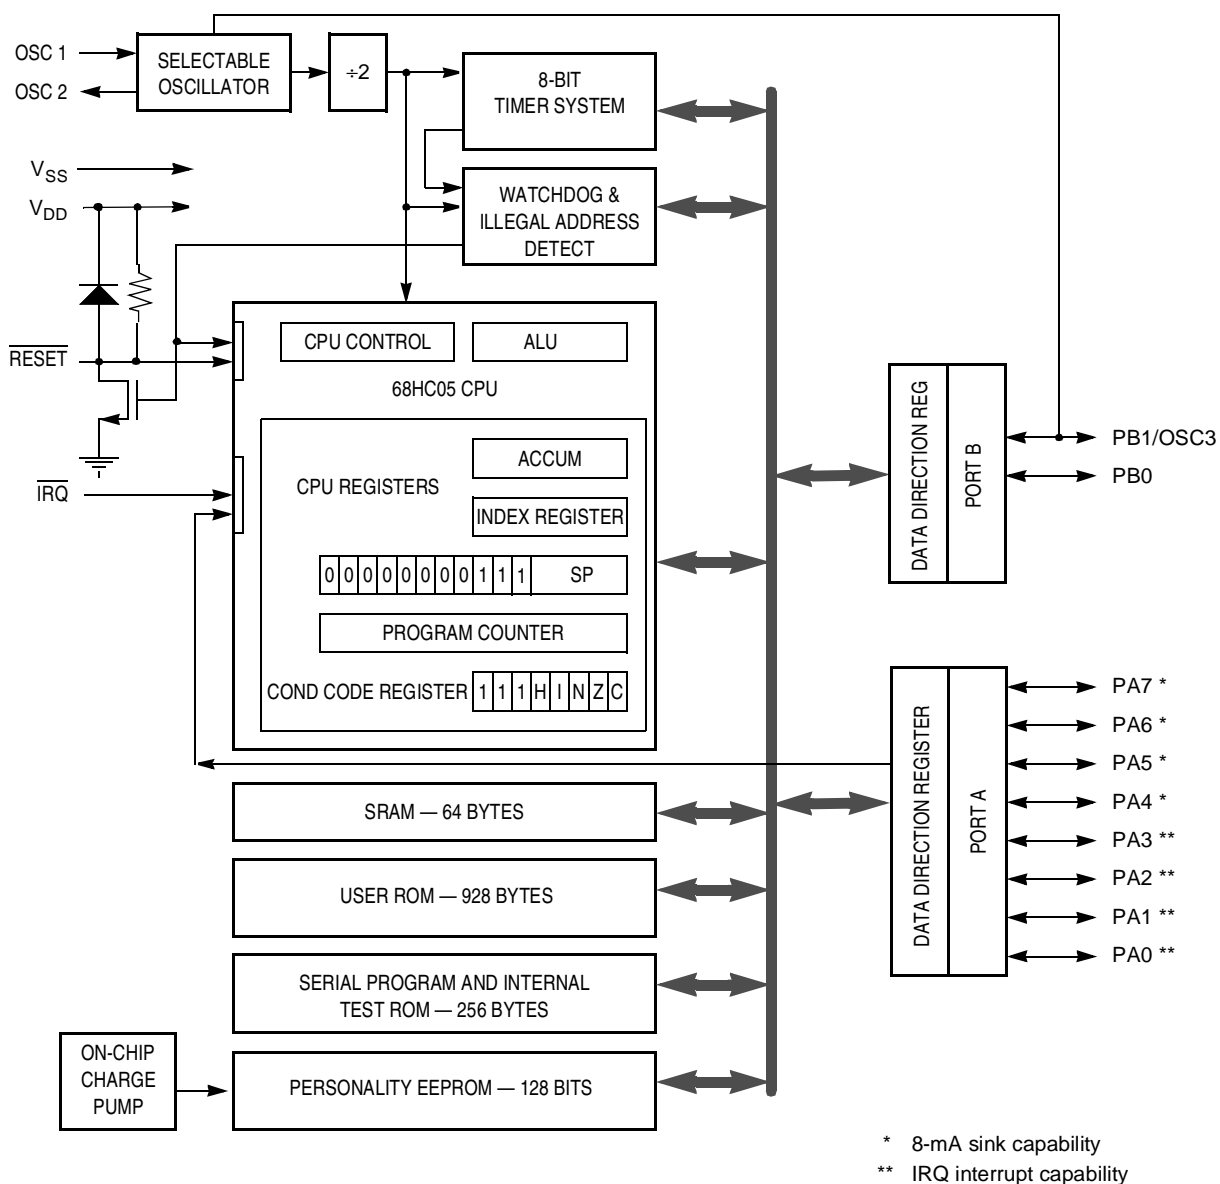 OSC 1
OSC 2
SELECTABLE
OSCILLATOR
÷2
8-BIT
TIMER SYSTEM
VSS
VDD
WATCHDOG &
ILLEGAL ADDRESS
DETECT
RESET
IRQ
CPU CONTROL
ALU
68HC05 CPU
CPU REGISTERS
ACCUM
INDEX REGISTER
0 0 0 0 0 0 0 0 1 1 1 SP
PROGRAM COUNTER
COND CODE REGISTER 1 1 1 H I N Z C
DATA DIRECTION REG
PORT B
PB1/OSC3
PB0
DATA DIRECTION REGISTER
PORT A
PA7 *
PA6 *
PA5 *
PA4 *
PA3 **
PA2 **
PA1 **
PA0 **
SRAM — 64 BYTES
USER ROM — 928 BYTES
SERIAL PROGRAM AND INTERNAL
TEST ROM — 256 BYTES
ON-CHIP
CHARGE
PUMP
PERSONALITY EEPROM — 128 BITS
* 8-mA sink capability
** IRQ interrupt capability